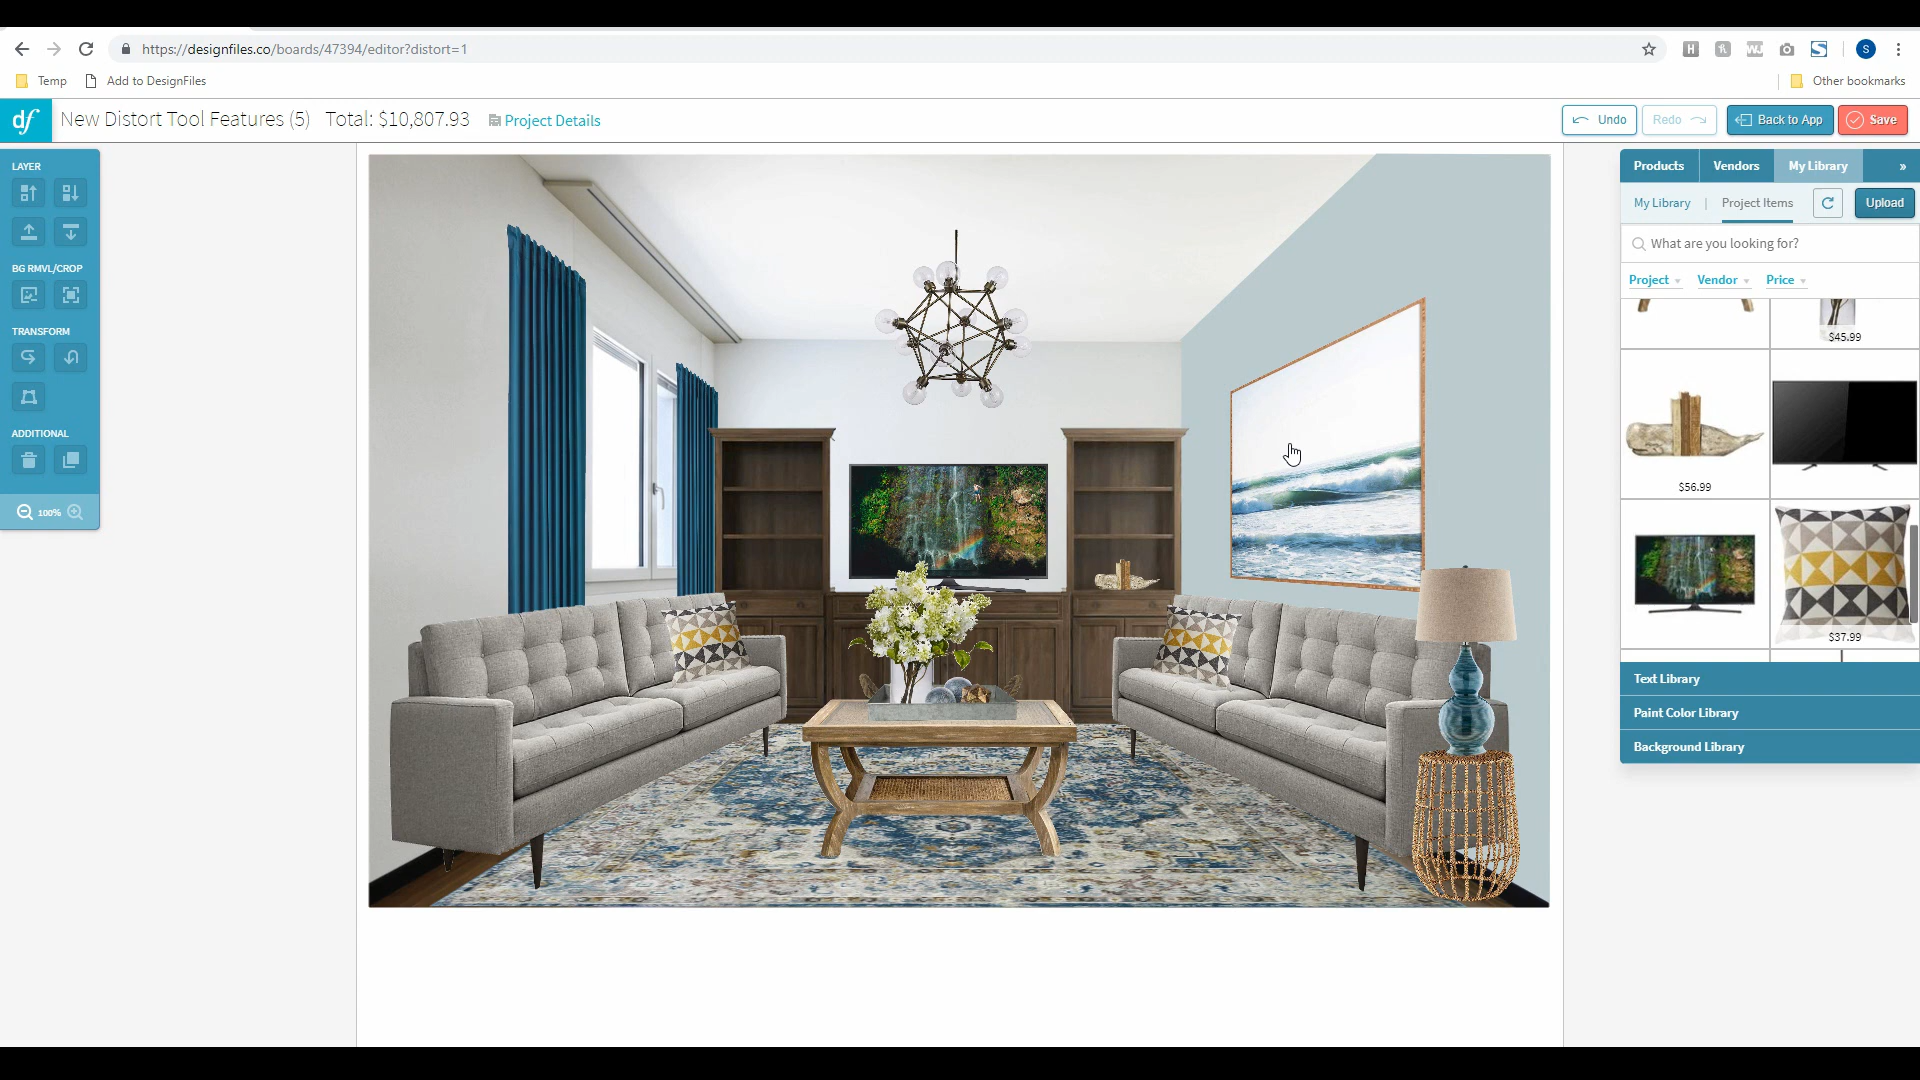 https://designfiles.co/boards/47394/editor?distort=1
H
WJ
S
S
Temp
Add to DesignFiles
Other bookmarks
df
New Distort Tool Features (5)
Total: $10,807.93
Project Details
Undo
Redo
Back to App
Save
LAYER
BG RMVL/CROP
TRANSFORM
ADDITIONAL
100%
Products
Vendors
My Library
»
My Library
|
Project Items
Upload
What are you looking for?
Project
Vendor
Price
$45.99
$56.99
$37.99
Text Library
Paint Color Library
Background Library